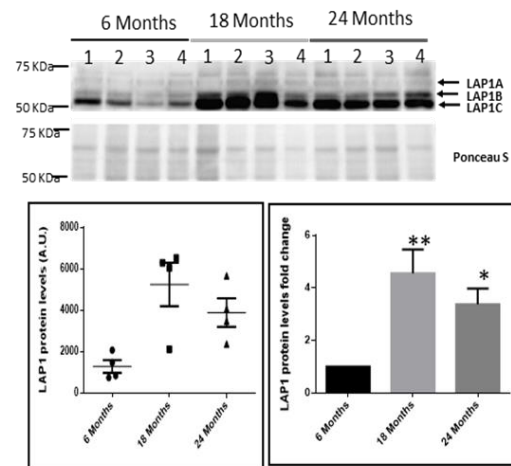 6 Months 18 Months 24 Months
1 2 3 4 1 2 3 4 1 2 3 4
75 KDa
LAP1A
LAP1B
50 KDa
LAP1C
75 KDa
Ponceau S
50 KDa
LAP1 protein levels (A.U.)
8000
6000
4000
2000
0
6 Months
18 Months
24 Months
LAP1 protein levels fold change
6
4
2
0
**
*
6 Months
18 Months
24 Months